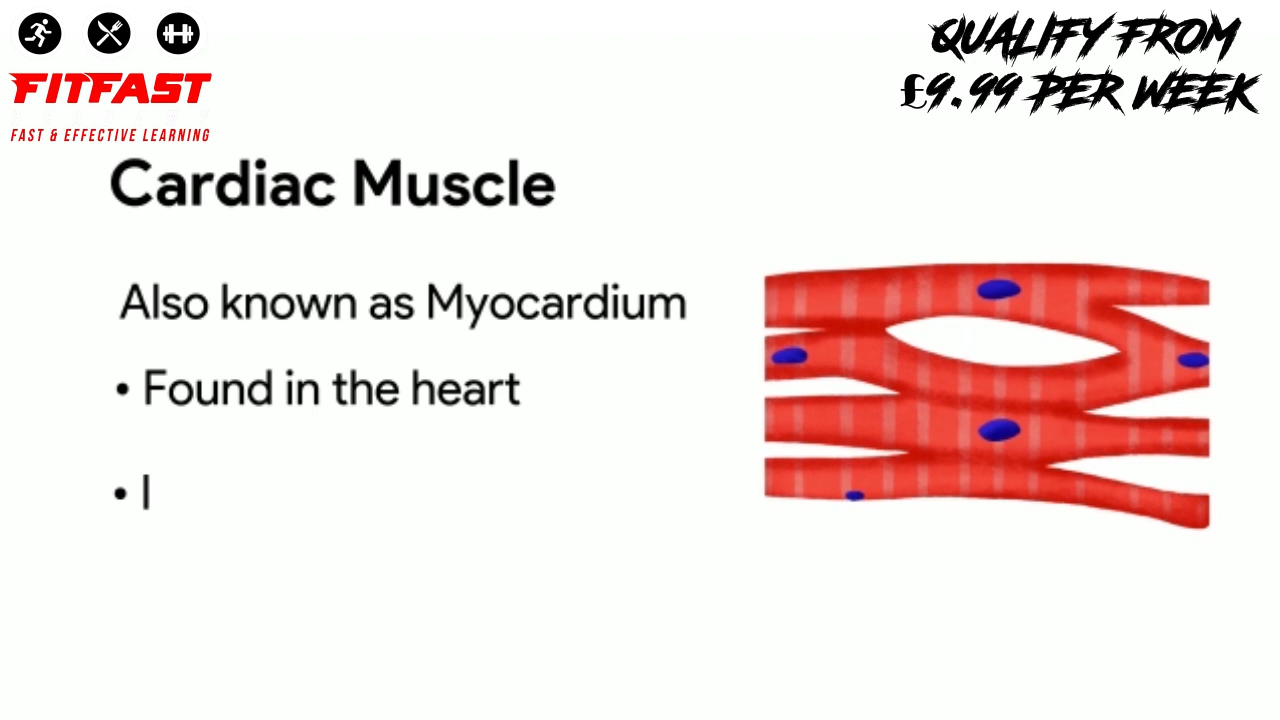 FITFAST
FAST & EFFECTIVE LEARNING
QUALIFY FROM
£9.99 PER WEEK
Cardiac Muscle
Also known as Myocardium
• Found in the heart
• I